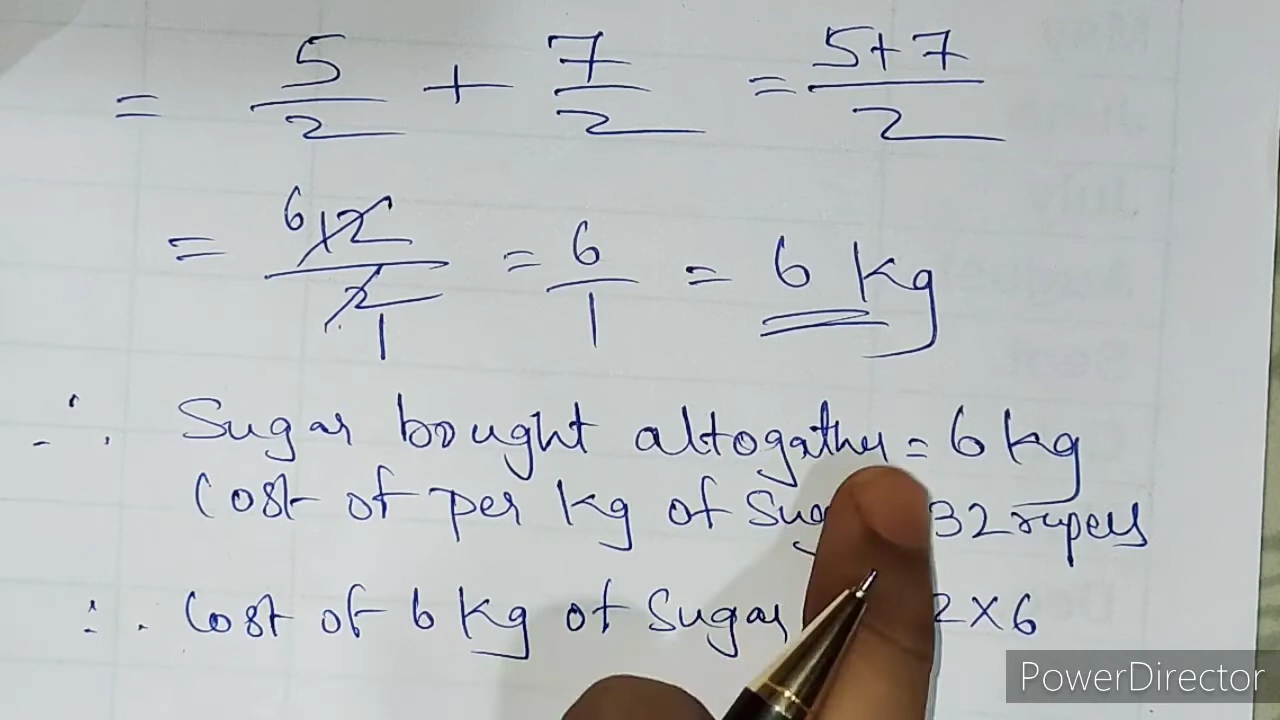 = 5/2 + 7/2 = 5+7/2
= 6 12/2 1 = 6/1 = 6 kg
∴ Sugar bought altogather = 6 kg
Cost of per kg of Sug 32 rupees
∴ Cost of 6 kg of Sugar 2 × 6
PowerDirector